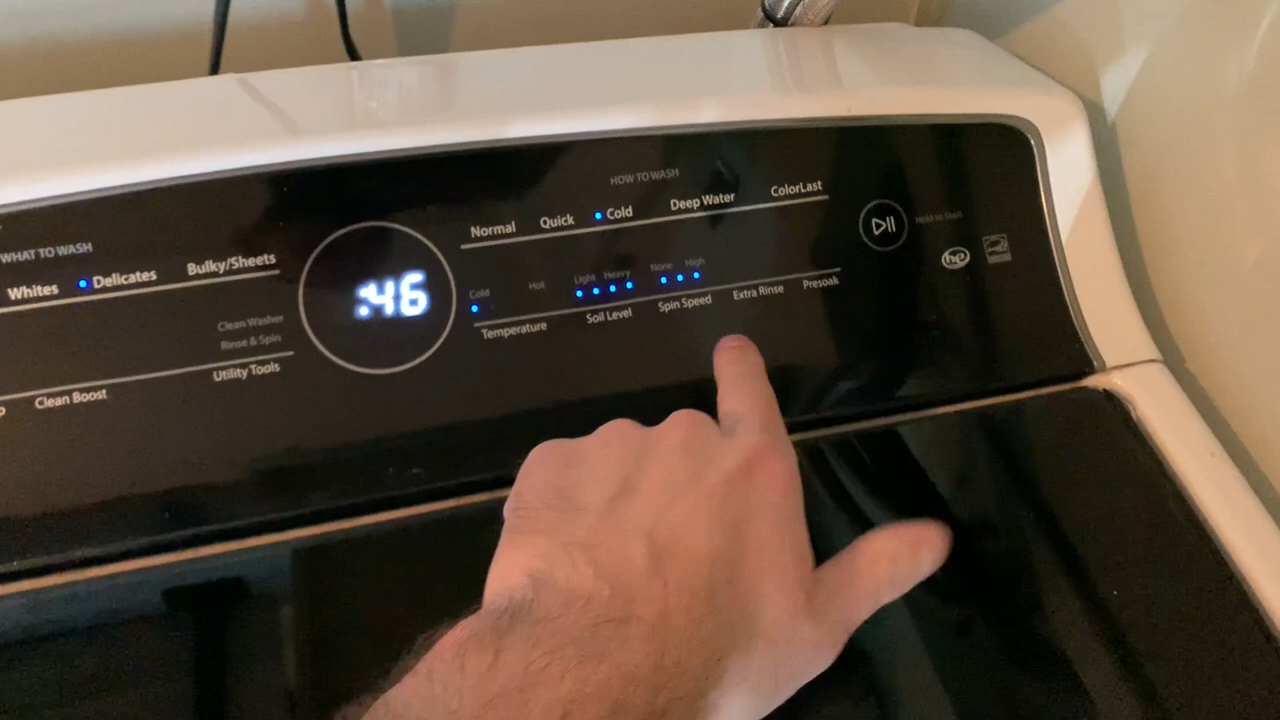 WHAT TO WASH
Whites Delicates Bulky/Sheets
Clean Washer
Rinse & Spin
Clean Boost Utility Tools
:46
HOW TO WASH
Normal Quick Cold Deep Water ColorLast
Cold Hot Light Heavy None High
Temperature Soil Level Spin Speed Extra Rinse Presoak
Hold to Start
he